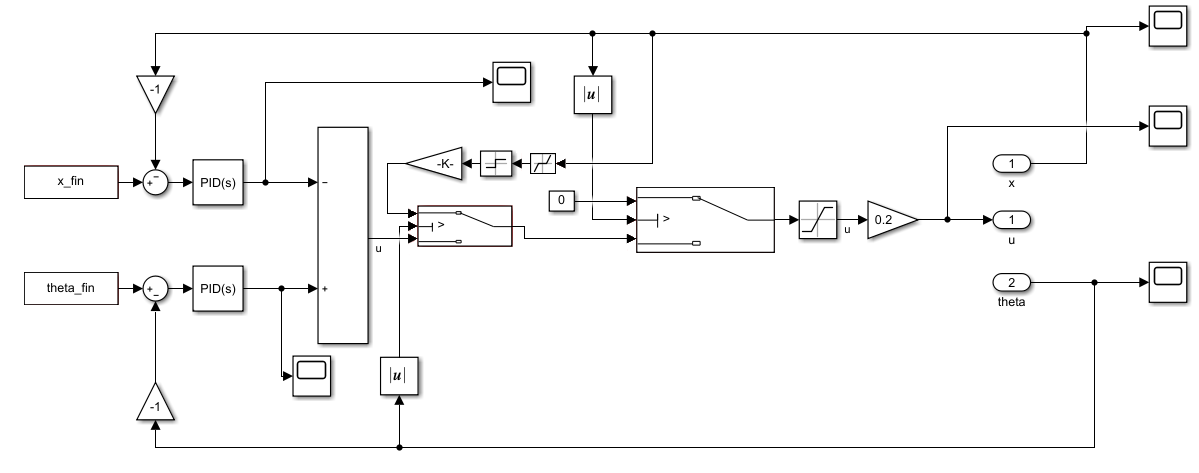 -1
|u|
x_fin
+
−
PID(s)
−
-K-
0
>
>
u
u
0.2
1
x
1
u
theta_fin
+
−
PID(s)
+
2
theta
|u|
-1